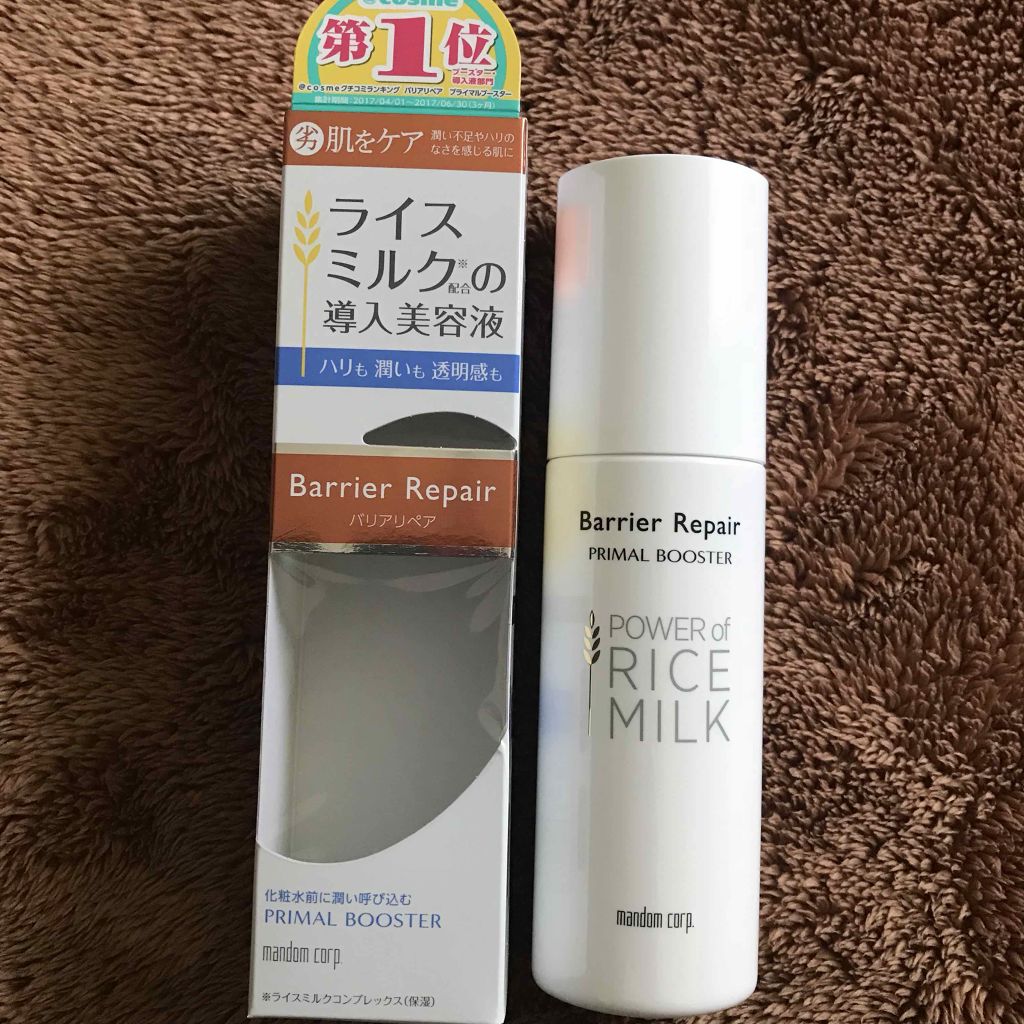 @cosme
第1位
ブースター・
導入液部門
@cosmeクチコミランキング バリアリペア プライマルブースター
集計期間:2017/04/01〜2017/06/30(3ヶ月)
劣肌をケア
潤い不足やハリの
なさを感じる肌に
ライス
ミルク※配合の
導入美容液
ハリも 潤いも 透明感も
Barrier Repair
バリアリペア
化粧水前に潤い呼び込む
PRIMAL BOOSTER
mandom corp.
※ライスミルクコンプレックス(保湿)
Barrier Repair
PRIMAL BOOSTER
POWER of
RICE
MILK
mandom corp.